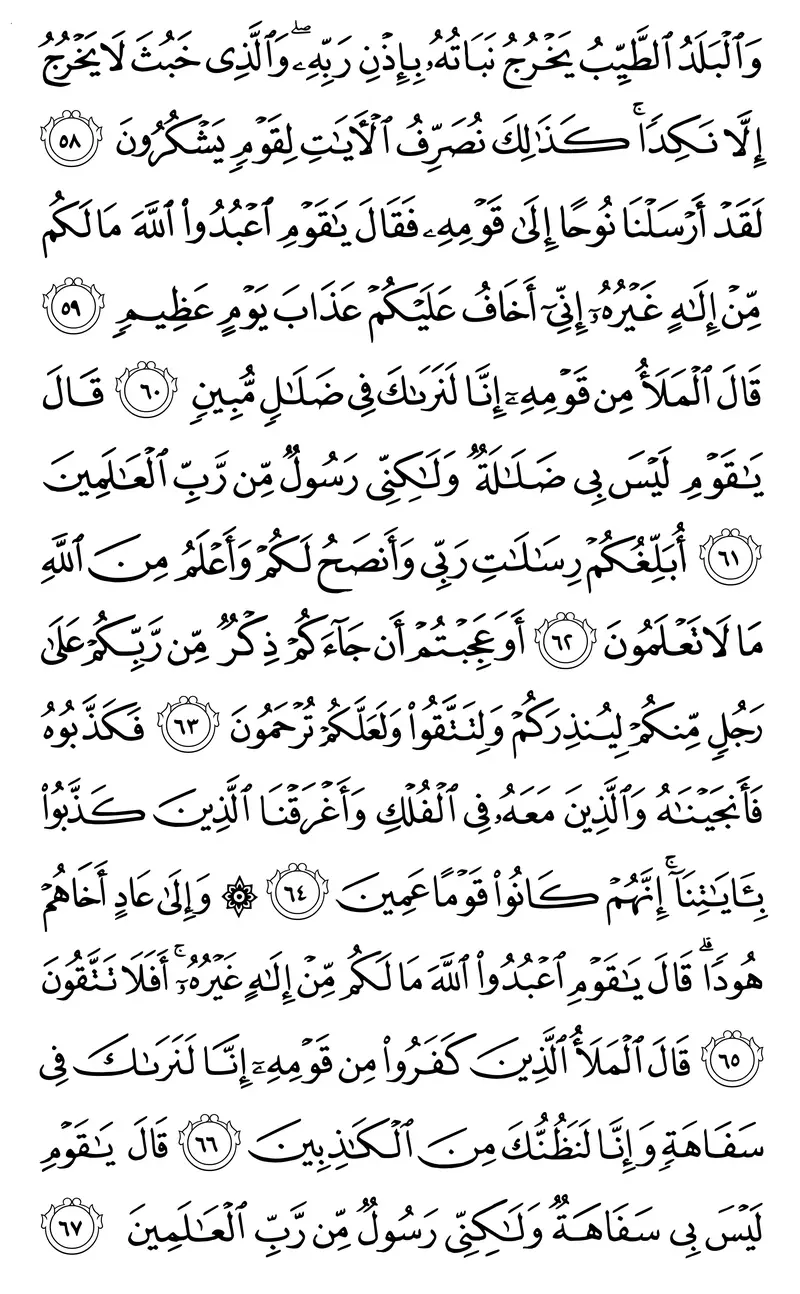 وَٱلْبَلَدُ ٱلطَّيِّبُ يَخْرُجُ نَبَاتُهُۥ بِإِذْنِ رَبِّهِۦ ۖ وَٱلَّذِى خَبُثَ لَا يَخْرُجُ
إِلَّا نَكِدًا ۚ كَذَٰلِكَ نُصَرِّفُ ٱلْـَٔايَـٰتِ لِقَوْمٍ يَشْكُرُونَ ٥٨
لَقَدْ أَرْسَلْنَا نُوحًا إِلَىٰ قَوْمِهِۦ فَقَالَ يَـٰقَوْمِ ٱعْبُدُوا۟ ٱللَّهَ مَا لَكُم
مِّنْ إِلَـٰهٍ غَيْرُهُۥٓ إِنِّىٓ أَخَافُ عَلَيْكُمْ عَذَابَ يَوْمٍ عَظِيمٍ ٥٩
قَالَ ٱلْمَلَأُ مِن قَوْمِهِۦٓ إِنَّا لَنَرَىٰكَ فِى ضَلَـٰلٍ مُّبِينٍ ٦٠ قَالَ
يَـٰقَوْمِ لَيْسَ بِى ضَلَـٰلَةٌ وَلَـٰكِنِّى رَسُولٌ مِّن رَّبِّ ٱلْعَـٰلَمِينَ
٦١ أُبَلِّغُكُمْ رِسَـٰلَـٰتِ رَبِّى وَأَنصَحُ لَكُمْ وَأَعْلَمُ مِنَ ٱللَّهِ
مَا لَا تَعْلَمُونَ ٦٢ أَوَعَجِبْتُمْ أَن جَآءَكُمْ ذِكْرٌ مِّن رَّبِّكُمْ عَلَىٰ
رَجُلٍ مِّنكُمْ لِيُنذِرَكُمْ وَلِتَتَّقُوا۟ وَلَعَلَّكُمْ تُرْحَمُونَ ٦٣ فَكَذَّبُوهُ
فَأَنجَيْنَـٰهُ وَٱلَّذِينَ مَعَهُۥ فِى ٱلْفُلْكِ وَأَغْرَقْنَا ٱلَّذِينَ كَذَّبُوا۟
بِـَٔايَـٰتِنَآ ۚ إِنَّهُمْ كَانُوا۟ قَوْمًا عَمِينَ ٦٤ ۞ وَإِلَىٰ عَادٍ أَخَاهُمْ
هُودًا ۗ قَالَ يَـٰقَوْمِ ٱعْبُدُوا۟ ٱللَّهَ مَا لَكُم مِّنْ إِلَـٰهٍ غَيْرُهُۥٓ ۚ أَفَلَا تَتَّقُونَ
٦٥ قَالَ ٱلْمَلَأُ ٱلَّذِينَ كَفَرُوا۟ مِن قَوْمِهِۦٓ إِنَّا لَنَرَىٰكَ فِى
سَفَاهَةٍ وَإِنَّا لَنَظُنُّكَ مِنَ ٱلْكَـٰذِبِينَ ٦٦ قَالَ يَـٰقَوْمِ
لَيْسَ بِى سَفَاهَةٌ وَلَـٰكِنِّى رَسُولٌ مِّن رَّبِّ ٱلْعَـٰلَمِينَ ٦٧